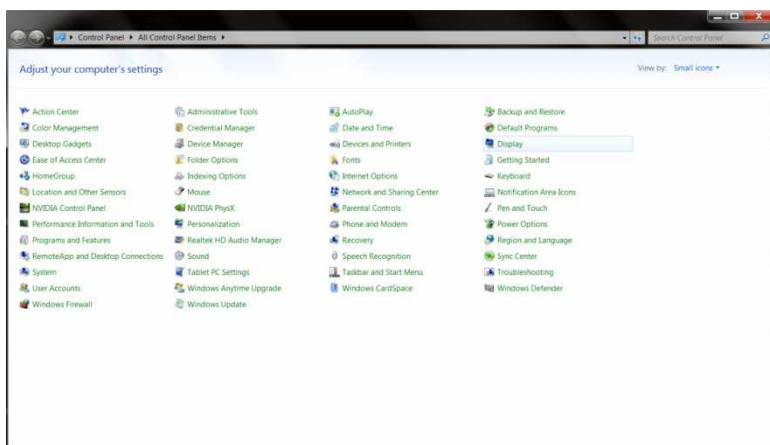 Control Panel ▸ All Control Panel Items ▸ Search Control Panel
Adjust your computer's settings View by: Small icons
Action Center Administrative Tools AutoPlay Backup and Restore
Color Management Credential Manager Date and Time Default Programs
Desktop Gadgets Device Manager Devices and Printers Display
Ease of Access Center Folder Options Fonts Getting Started
HomeGroup Indexing Options Internet Options Keyboard
Location and Other Sensors Mouse Network and Sharing Center Notification Area Icons
NVIDIA Control Panel NVIDIA PhysX Parental Controls Pen and Touch
Performance Information and Tools Personalization Phone and Modem Power Options
Programs and Features Realtek HD Audio Manager Recovery Region and Language
RemoteApp and Desktop Connections Sound Speech Recognition Sync Center
System Tablet PC Settings Taskbar and Start Menu Troubleshooting
User Accounts Windows Anytime Upgrade Windows CardSpace Windows Defender
Windows Firewall Windows Update